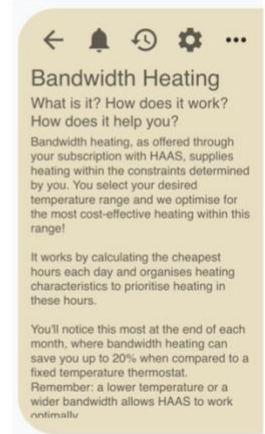 Bandwidth Heating
What is it? How does it work?
How does it help you?
Bandwidth heating, as offered through
your subscription with HAAS, supplies
heating within the constraints determined
by you. You select your desired
temperature range and we optimise for
the most cost-effective heating within this
range!
It works by calculating the cheapest
hours each day and organises heating
characteristics to prioritise heating in
these hours.
You'll notice this most at the end of each
month, where bandwidth heating can
save you up to 20% when compared to a
fixed temperature thermostat.
Remember: a lower temperature or a
wider bandwidth allows HAAS to work
optimally